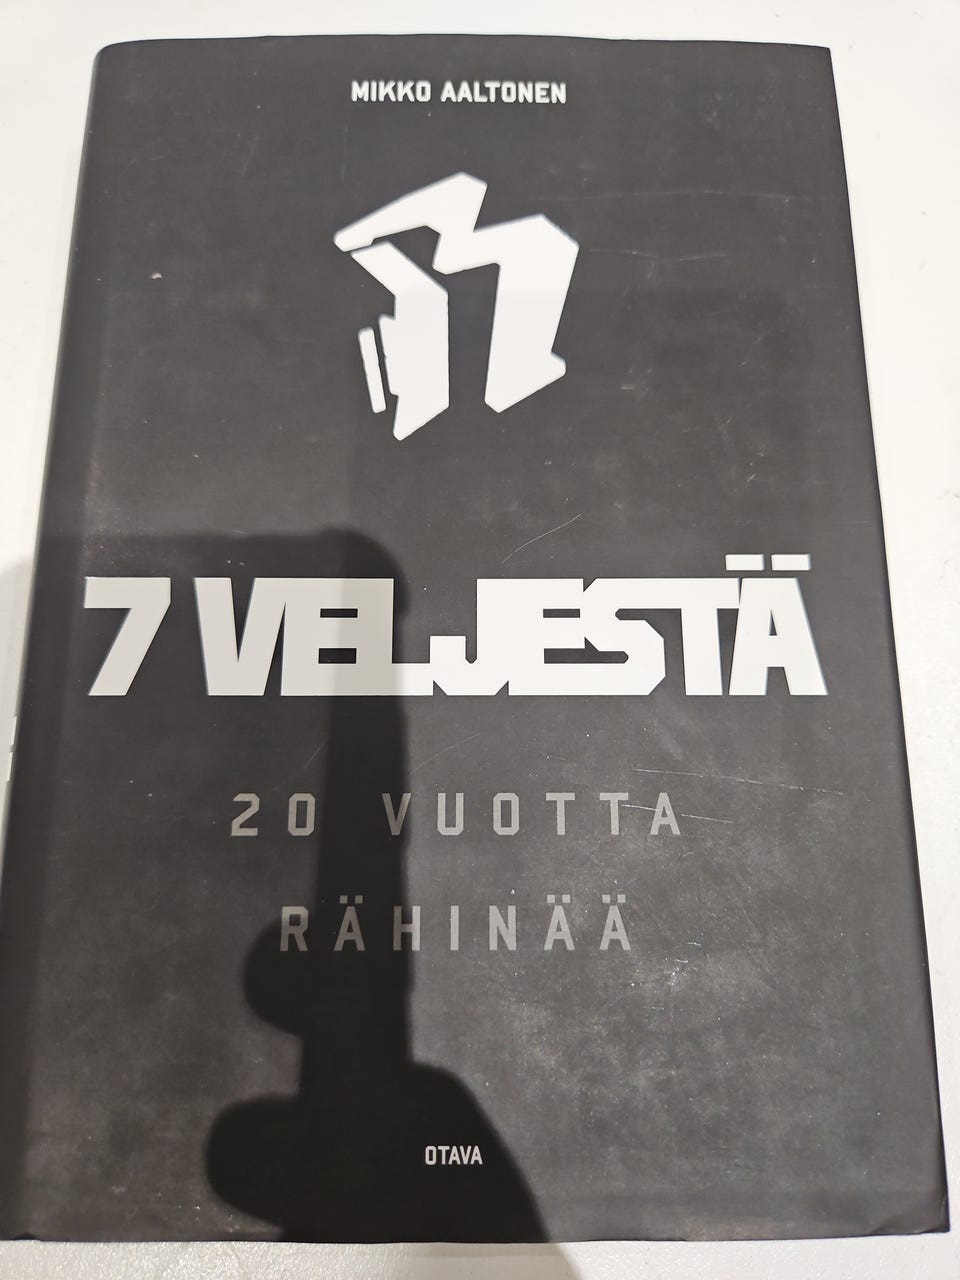 MIKKO AALTONEN
7 VELJESTÄ
20 VUOTTA
RÄHINÄÄ
OTAVA